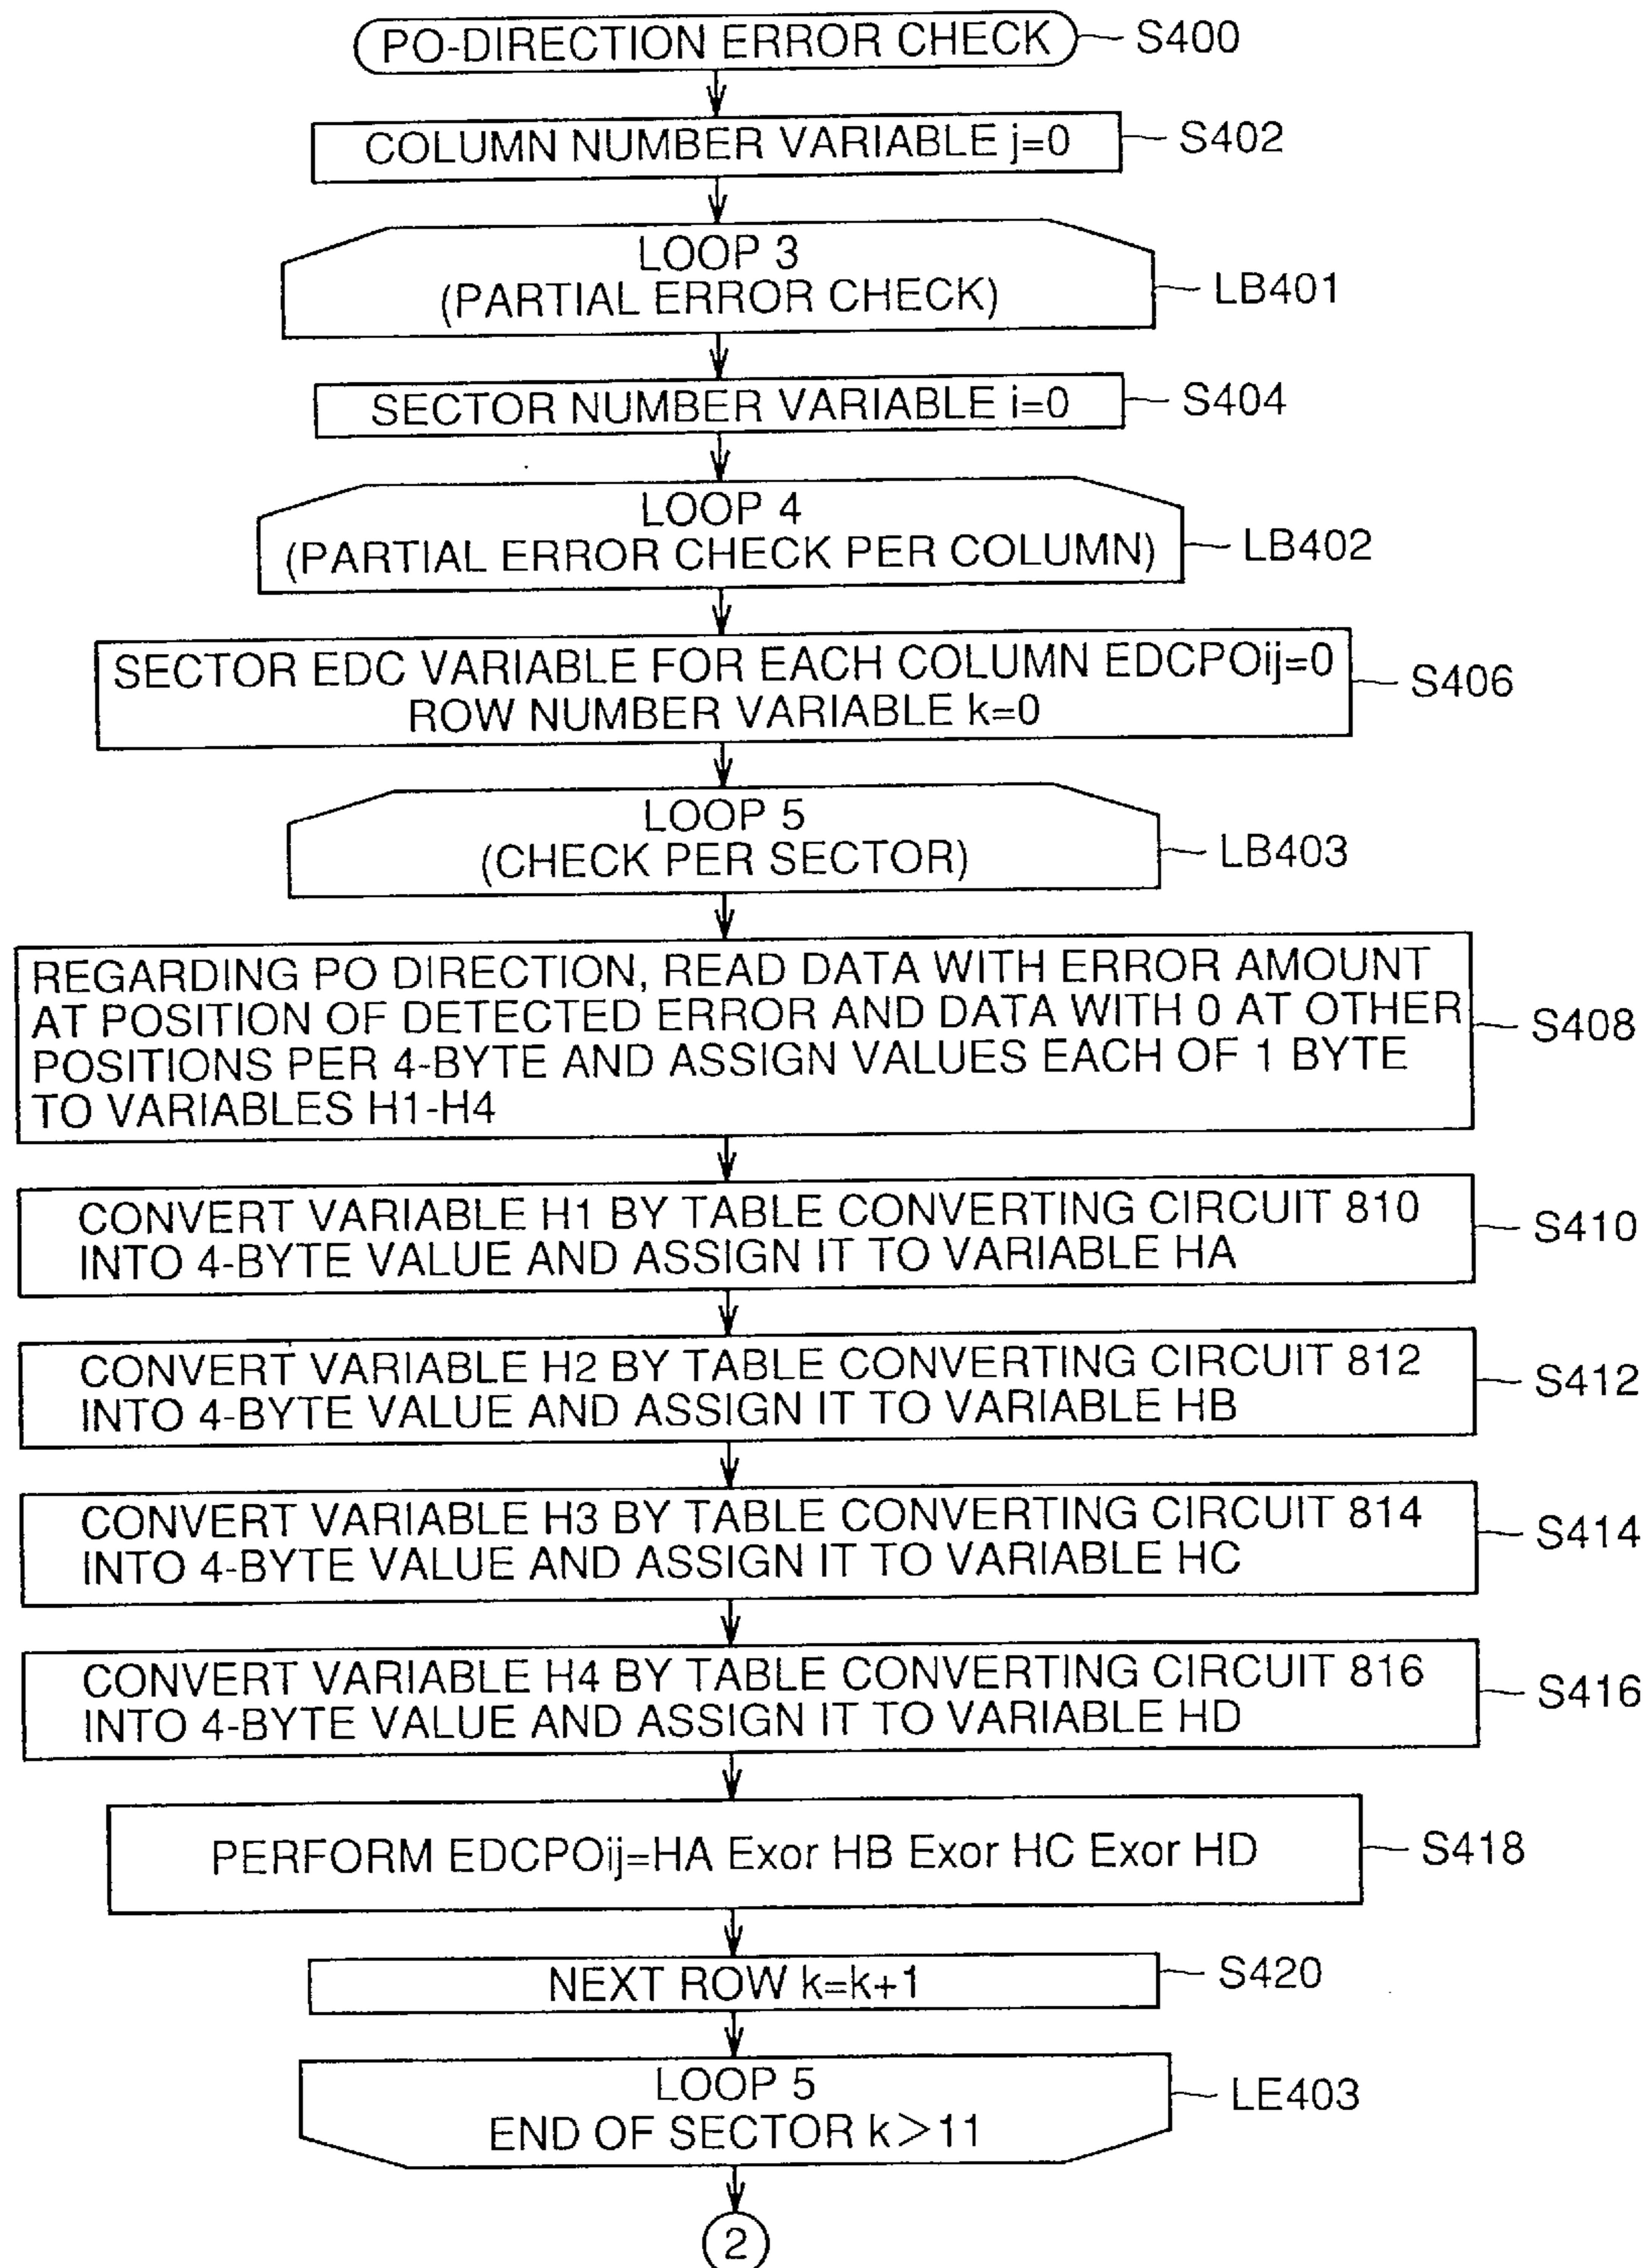 PO-DIRECTION ERROR CHECK S400
COLUMN NUMBER VARIABLE j=0 S402
LOOP 3
(PARTIAL ERROR CHECK) LB401
SECTOR NUMBER VARIABLE i=0 S404
LOOP 4
(PARTIAL ERROR CHECK PER COLUMN) LB402
SECTOR EDC VARIABLE FOR EACH COLUMN EDCPOij=0 S406
ROW NUMBER VARIABLE k=0
LOOP 5
(CHECK PER SECTOR) LB403
REGARDING PO DIRECTION, READ DATA WITH ERROR AMOUNT
AT POSITION OF DETECTED ERROR AND DATA WITH 0 AT OTHER S408
POSITIONS PER 4-BYTE AND ASSIGN VALUES EACH OF 1 BYTE
TO VARIABLES H1-H4
CONVERT VARIABLE H1 BY TABLE CONVERTING CIRCUIT 810 S410
INTO 4-BYTE VALUE AND ASSIGN IT TO VARIABLE HA
CONVERT VARIABLE H2 BY TABLE CONVERTING CIRCUIT 812 S412
INTO 4-BYTE VALUE AND ASSIGN IT TO VARIABLE HB
CONVERT VARIABLE H3 BY TABLE CONVERTING CIRCUIT 814 S414
INTO 4-BYTE VALUE AND ASSIGN IT TO VARIABLE HC
CONVERT VARIABLE H4 BY TABLE CONVERTING CIRCUIT 816 S416
INTO 4-BYTE VALUE AND ASSIGN IT TO VARIABLE HD
PERFORM EDCPOij=HA Exor HB Exor HC Exor HD S418
NEXT ROW k=k+1 S420
LOOP 5 LE403
END OF SECTOR k>11
2